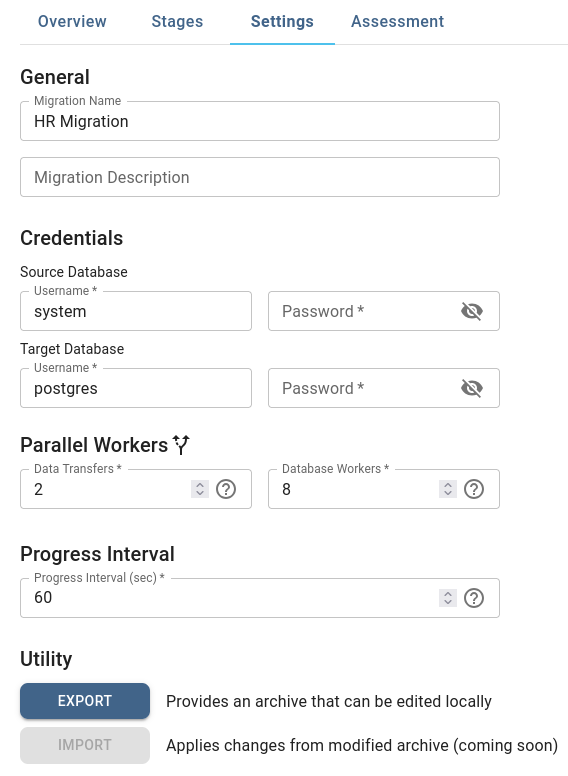 Overview Stages Settings Assessment
General
Migration Name
HR Migration
Migration Description
Credentials
Source Database
Username *
system
Password *
Target Database
Username *
postgres
Password *
Parallel Workers
Data Transfers *
2
Database Workers *
8
Progress Interval
Progress Interval (sec) *
60
Utility
EXPORT Provides an archive that can be edited locally
IMPORT Applies changes from modified archive (coming soon)